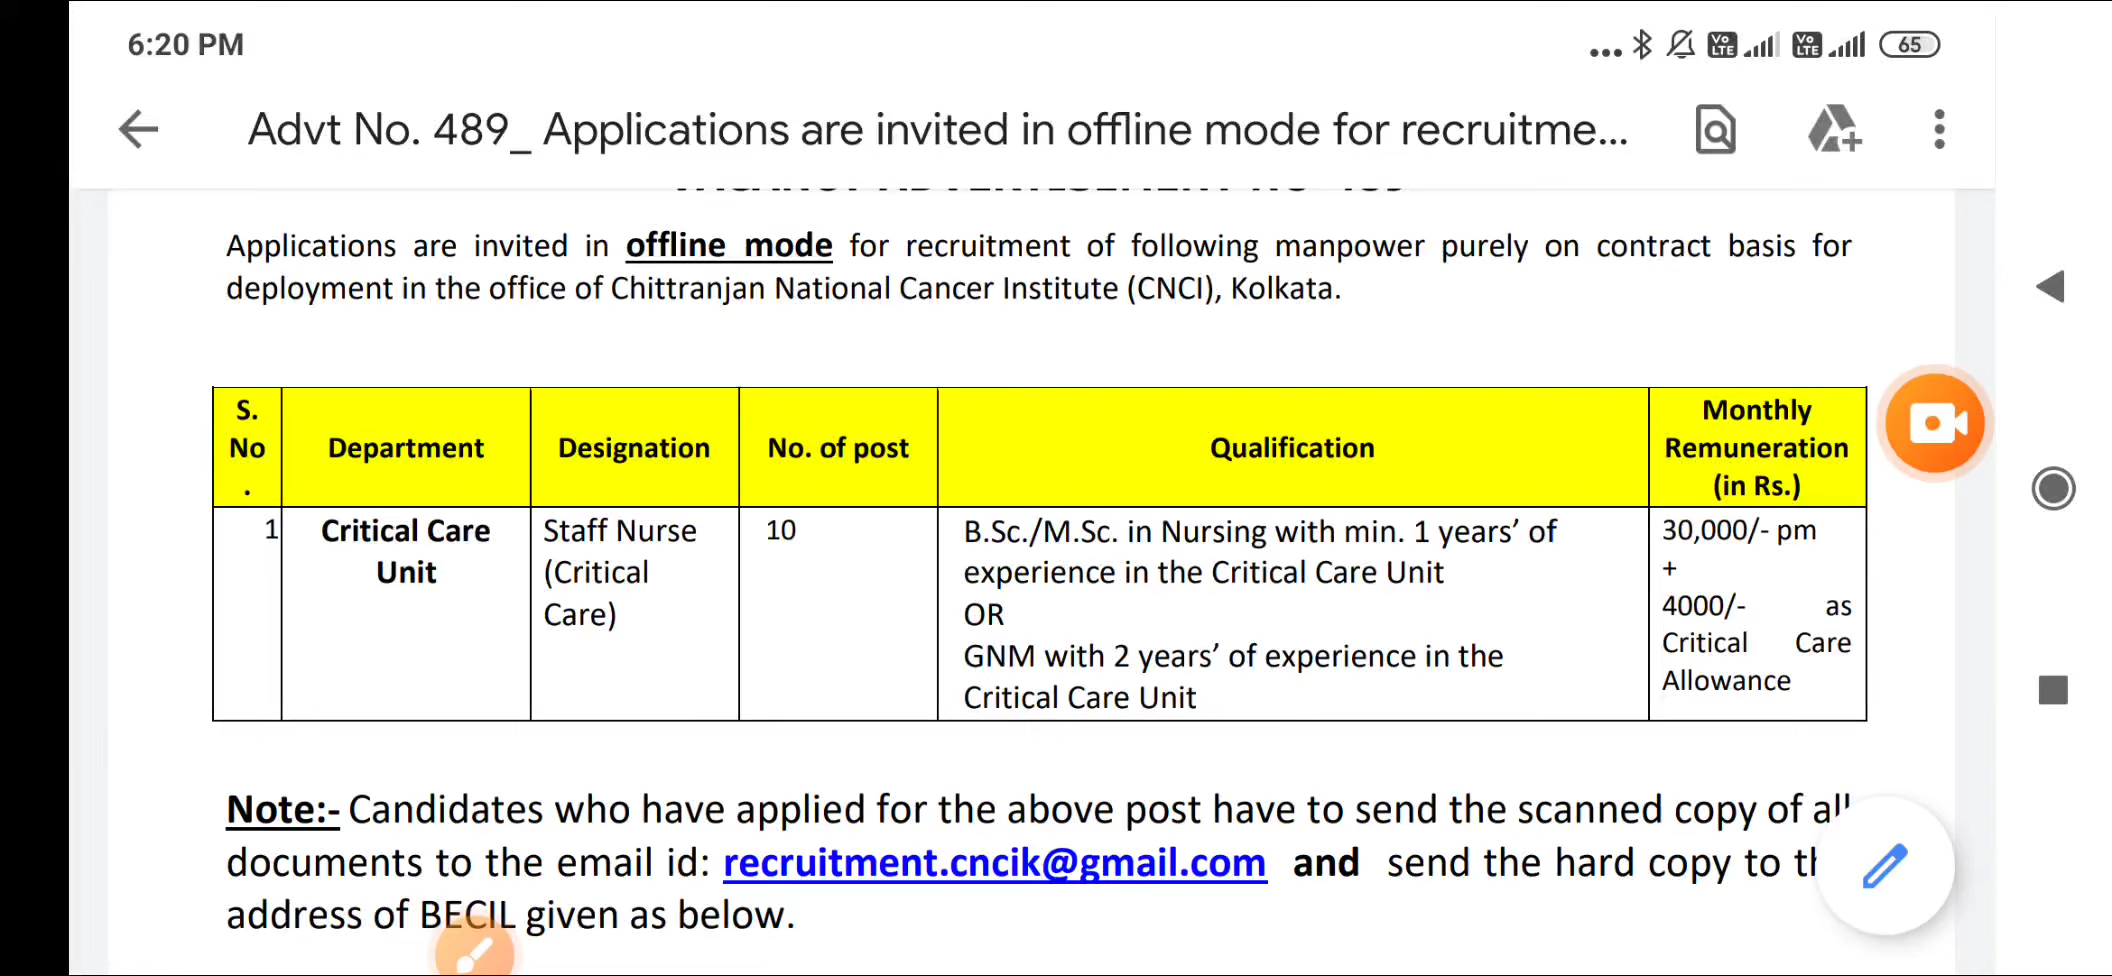 6:20 PM
Vo LTE Vo LTE 65
Advt No. 489_ Applications are invited in offline mode for recruitme...
Applications are invited in offline mode for recruitment of following manpower purely on contract basis for
deployment in the office of Chittranjan National Cancer Institute (CNCI), Kolkata.
S. No . Department Designation No. of post Qualification Monthly Remuneration (in Rs.)
1 Critical Care Unit
Staff Nurse (Critical Care)
10
B.Sc./M.Sc. in Nursing with min. 1 years’ of
experience in the Critical Care Unit
OR
GNM with 2 years’ of experience in the
Critical Care Unit
30,000/- pm
+
4000/- as
Critical Care
Allowance
Note:- Candidates who have applied for the above post have to send the scanned copy of all
documents to the email id: recruitment.cncik@gmail.com and send the hard copy to
address of BECIL given as below.